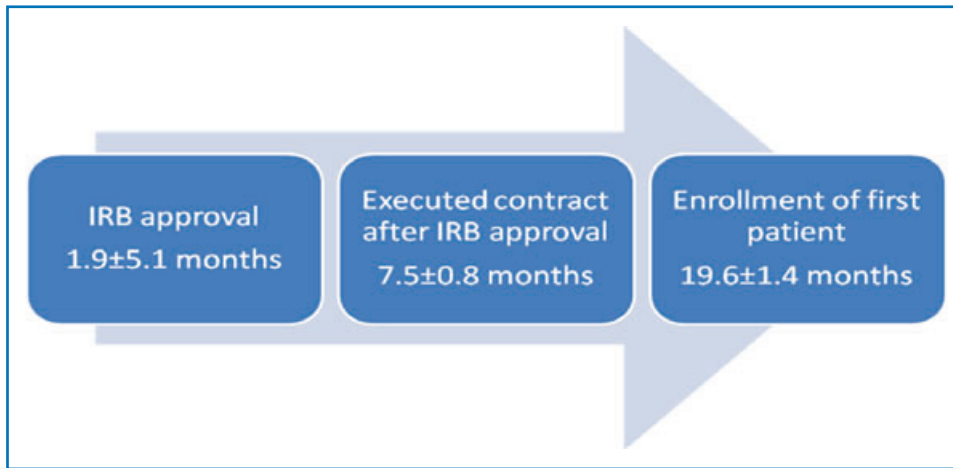 IRB approval
1.9±5.1 months
Executed contract
after IRB approval
7.5±0.8 months
Enrollment of first
patient
19.6±1.4 months